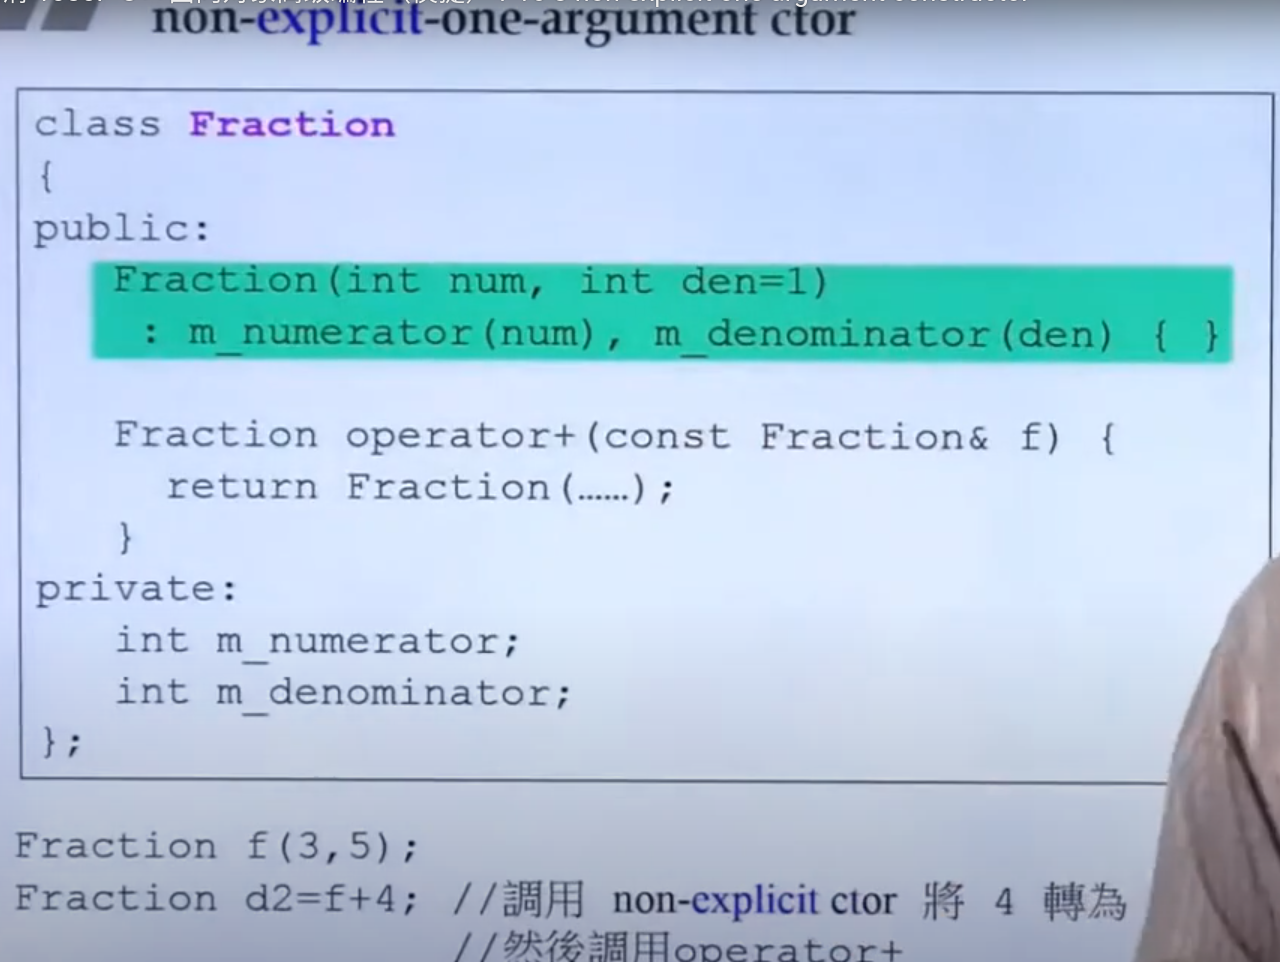 non-explicit-one-argument ctor
class Fraction
{
public:
Fraction(int num, int den=1)
: m_numerator(num), m_denominator(den) { }
Fraction operator+(const Fraction& f) {
return Fraction(……);
}
private:
int m_numerator;
int m_denominator;
};
Fraction f(3,5);
Fraction d2=f+4; //調用 non-explicit ctor 將 4 轉為
//然後調用operator+